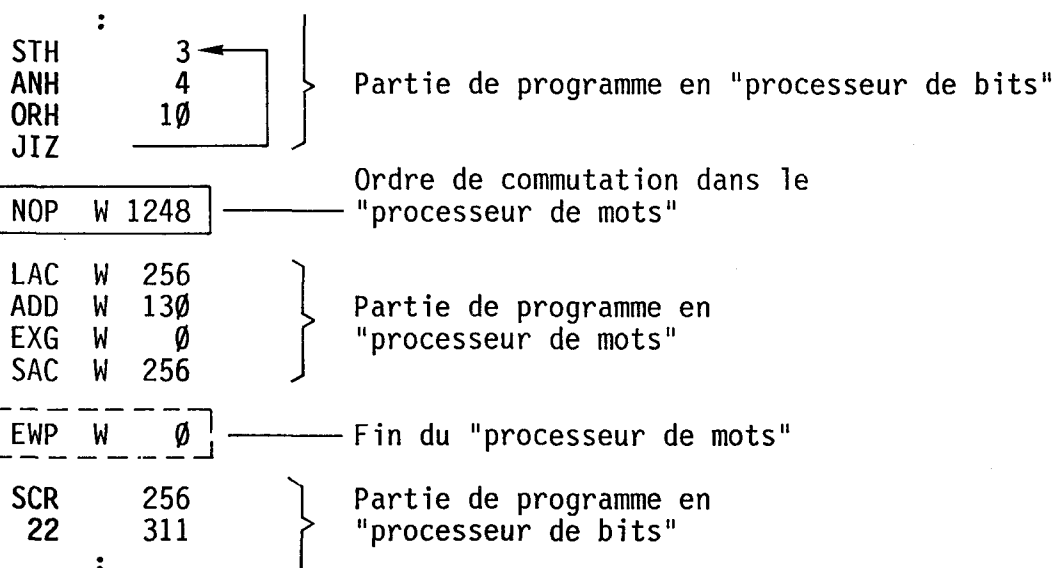 :
STH 3
ANH 4
ORH 1Ø
JIZ
Partie de programme en "processeur de bits"
Ordre de commutation dans le
"processeur de mots"
NOP W 1248
LAC W 256
ADD W 13Ø
EXG W Ø
SAC W 256
Partie de programme en
"processeur de mots"
EWP W Ø
Fin du "processeur de mots"
SCR 256
22 311
:
Partie de programme en
"processeur de bits"